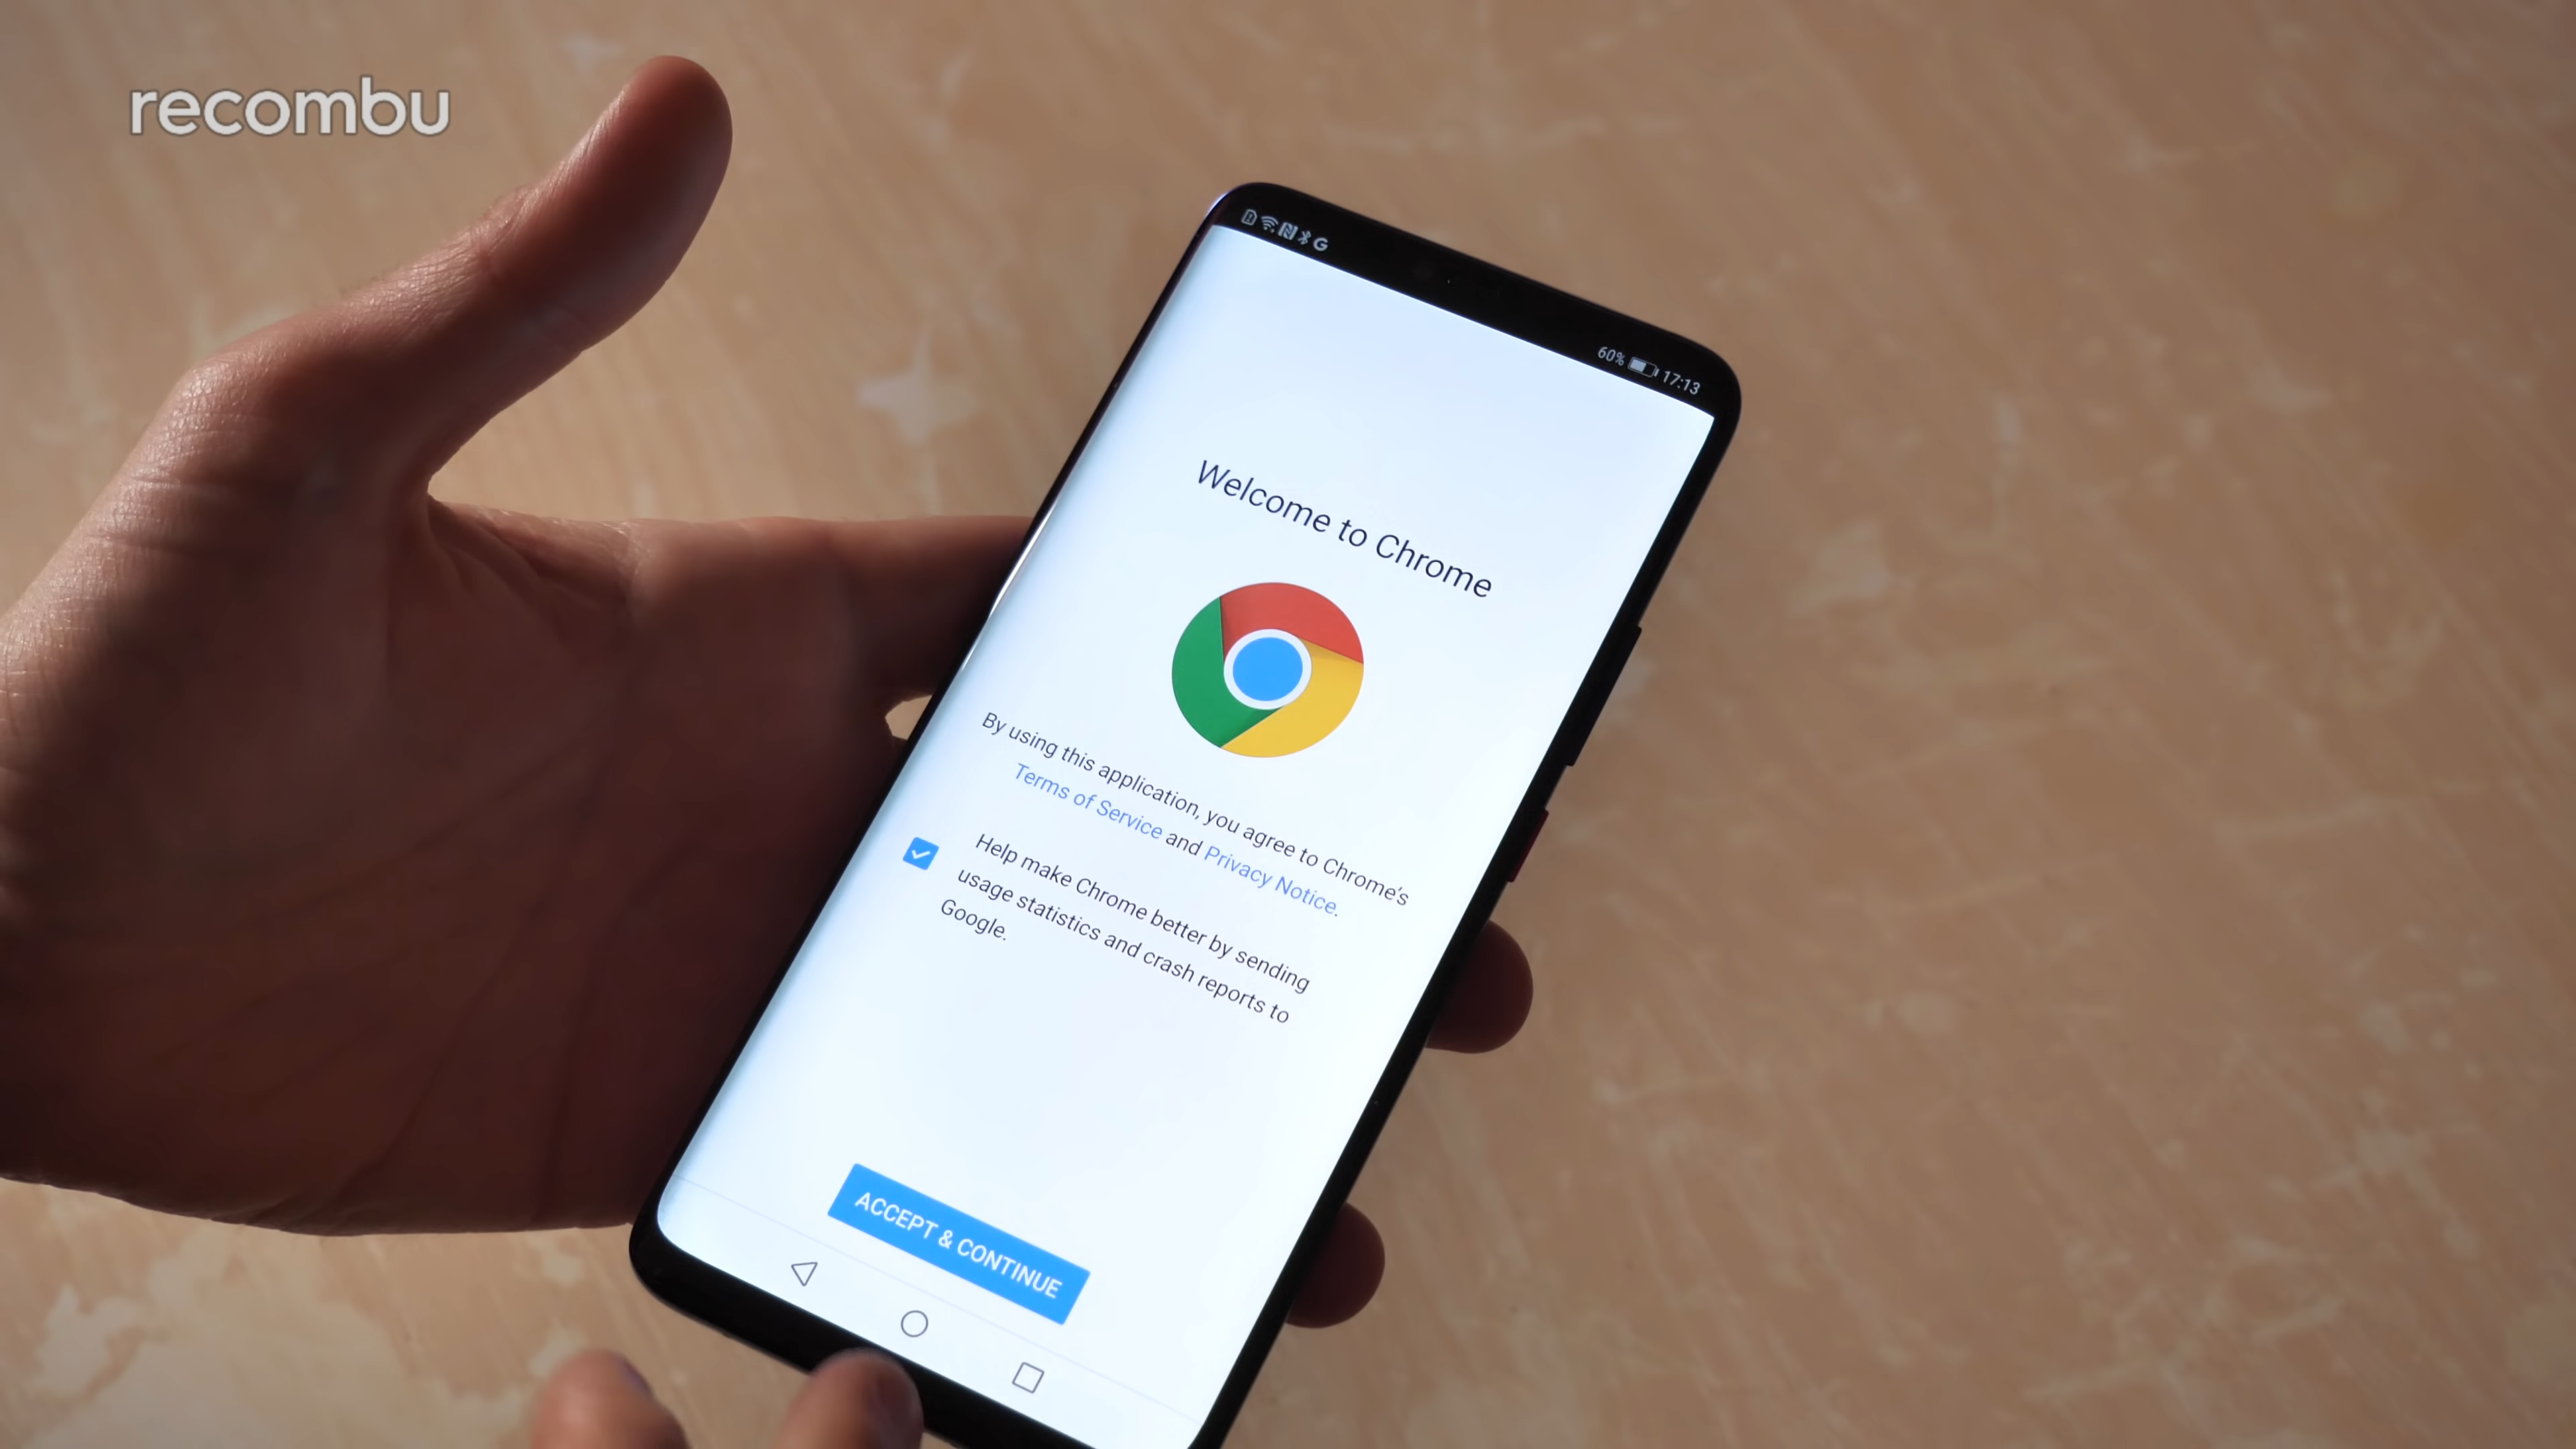 recombu
60% 17:13
Welcome to Chrome
By using this application, you agree to Chrome's
Terms of Service and Privacy Notice.
Help make Chrome better by sending
usage statistics and crash reports to
Google.
ACCEPT & CONTINUE